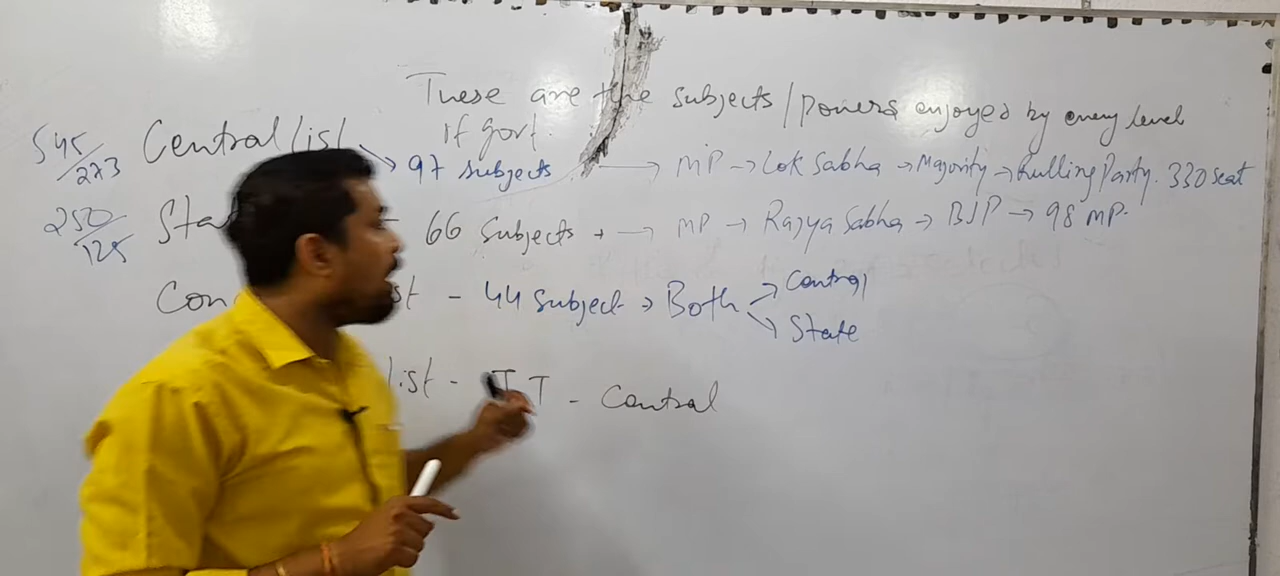 These are the subjects/powers enjoyed by every level
of govt.
545/273 Central list → 97 subjects → MP → Lok Sabha → Majority → Rulling Party. 330 seat
250/125 Sta - 66 Subjects + → MP → Rajya Sabha → BJP → 98 MP.
Con st - 44 Subject → Both → Central
→ State
list - I T - Central